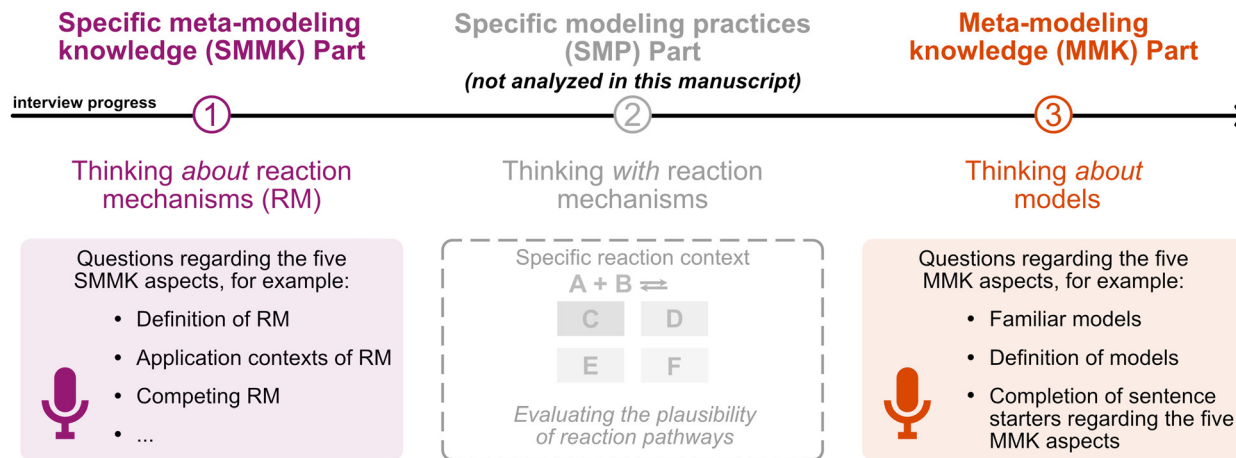 Specific meta-modeling
knowledge (SMMK) Part
Specific modeling practices
(SMP) Part
(not analyzed in this manuscript)
Meta-modeling
knowledge (MMK) Part
interview progress
1
2
3
Thinking about reaction
mechanisms (RM)
Thinking with reaction
mechanisms
Thinking about
models
Questions regarding the five
SMMK aspects, for example:
• Definition of RM
• Application contexts of RM
• Competing RM
• ...
Specific reaction context
A + B ⇌
C
D
E
F
Evaluating the plausibility
of reaction pathways
Questions regarding the five
MMK aspects, for example:
• Familiar models
• Definition of models
• Completion of sentence
starters regarding the five
MMK aspects